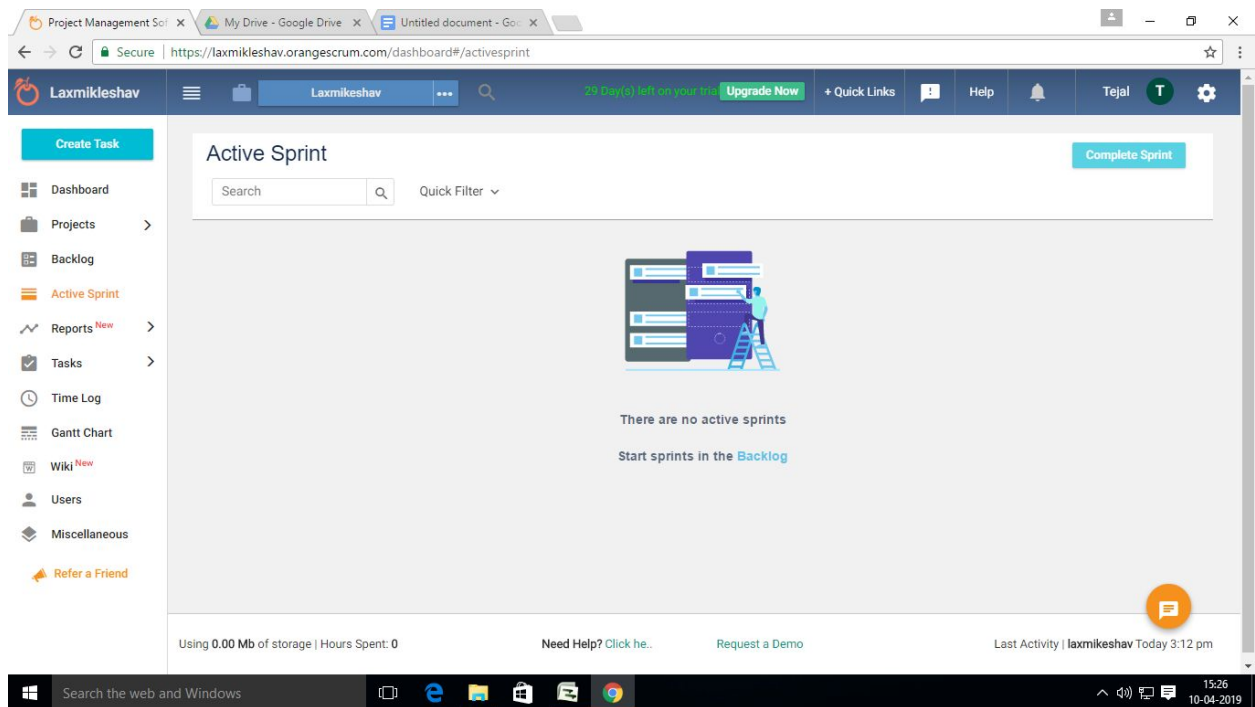 Project Management Sof
My Drive - Google Drive
Untitled document - Goo
Secure https://laxmikleshav.orangescrum.com/dashboard#/activesprint
Laxmikleshav
Laxmikeshav
29 Day(s) left on your trial
Upgrade Now
+ Quick Links
Help
Tejal
T
Create Task
Dashboard
Projects
Backlog
Active Sprint
Reports New
Tasks
Time Log
Gantt Chart
Wiki New
Users
Miscellaneous
Refer a Friend
Active Sprint
Complete Sprint
Search
Quick Filter
There are no active sprints
Start sprints in the Backlog
Using 0.00 Mb of storage | Hours Spent: 0
Need Help? Click he..
Request a Demo
Last Activity | laxmikeshav Today 3:12 pm
Search the web and Windows
15:26
10-04-2019